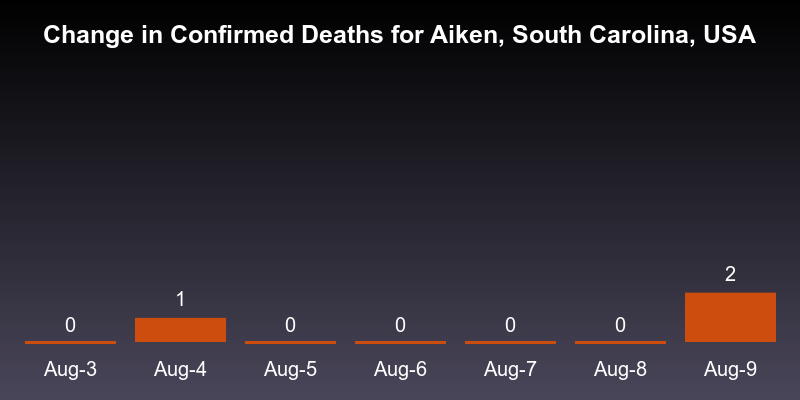 Change in Confirmed Deaths for Aiken, South Carolina, USA
2
1
0 0 0 0 0
Aug-3 Aug-4 Aug-5 Aug-6 Aug-7 Aug-8 Aug-9